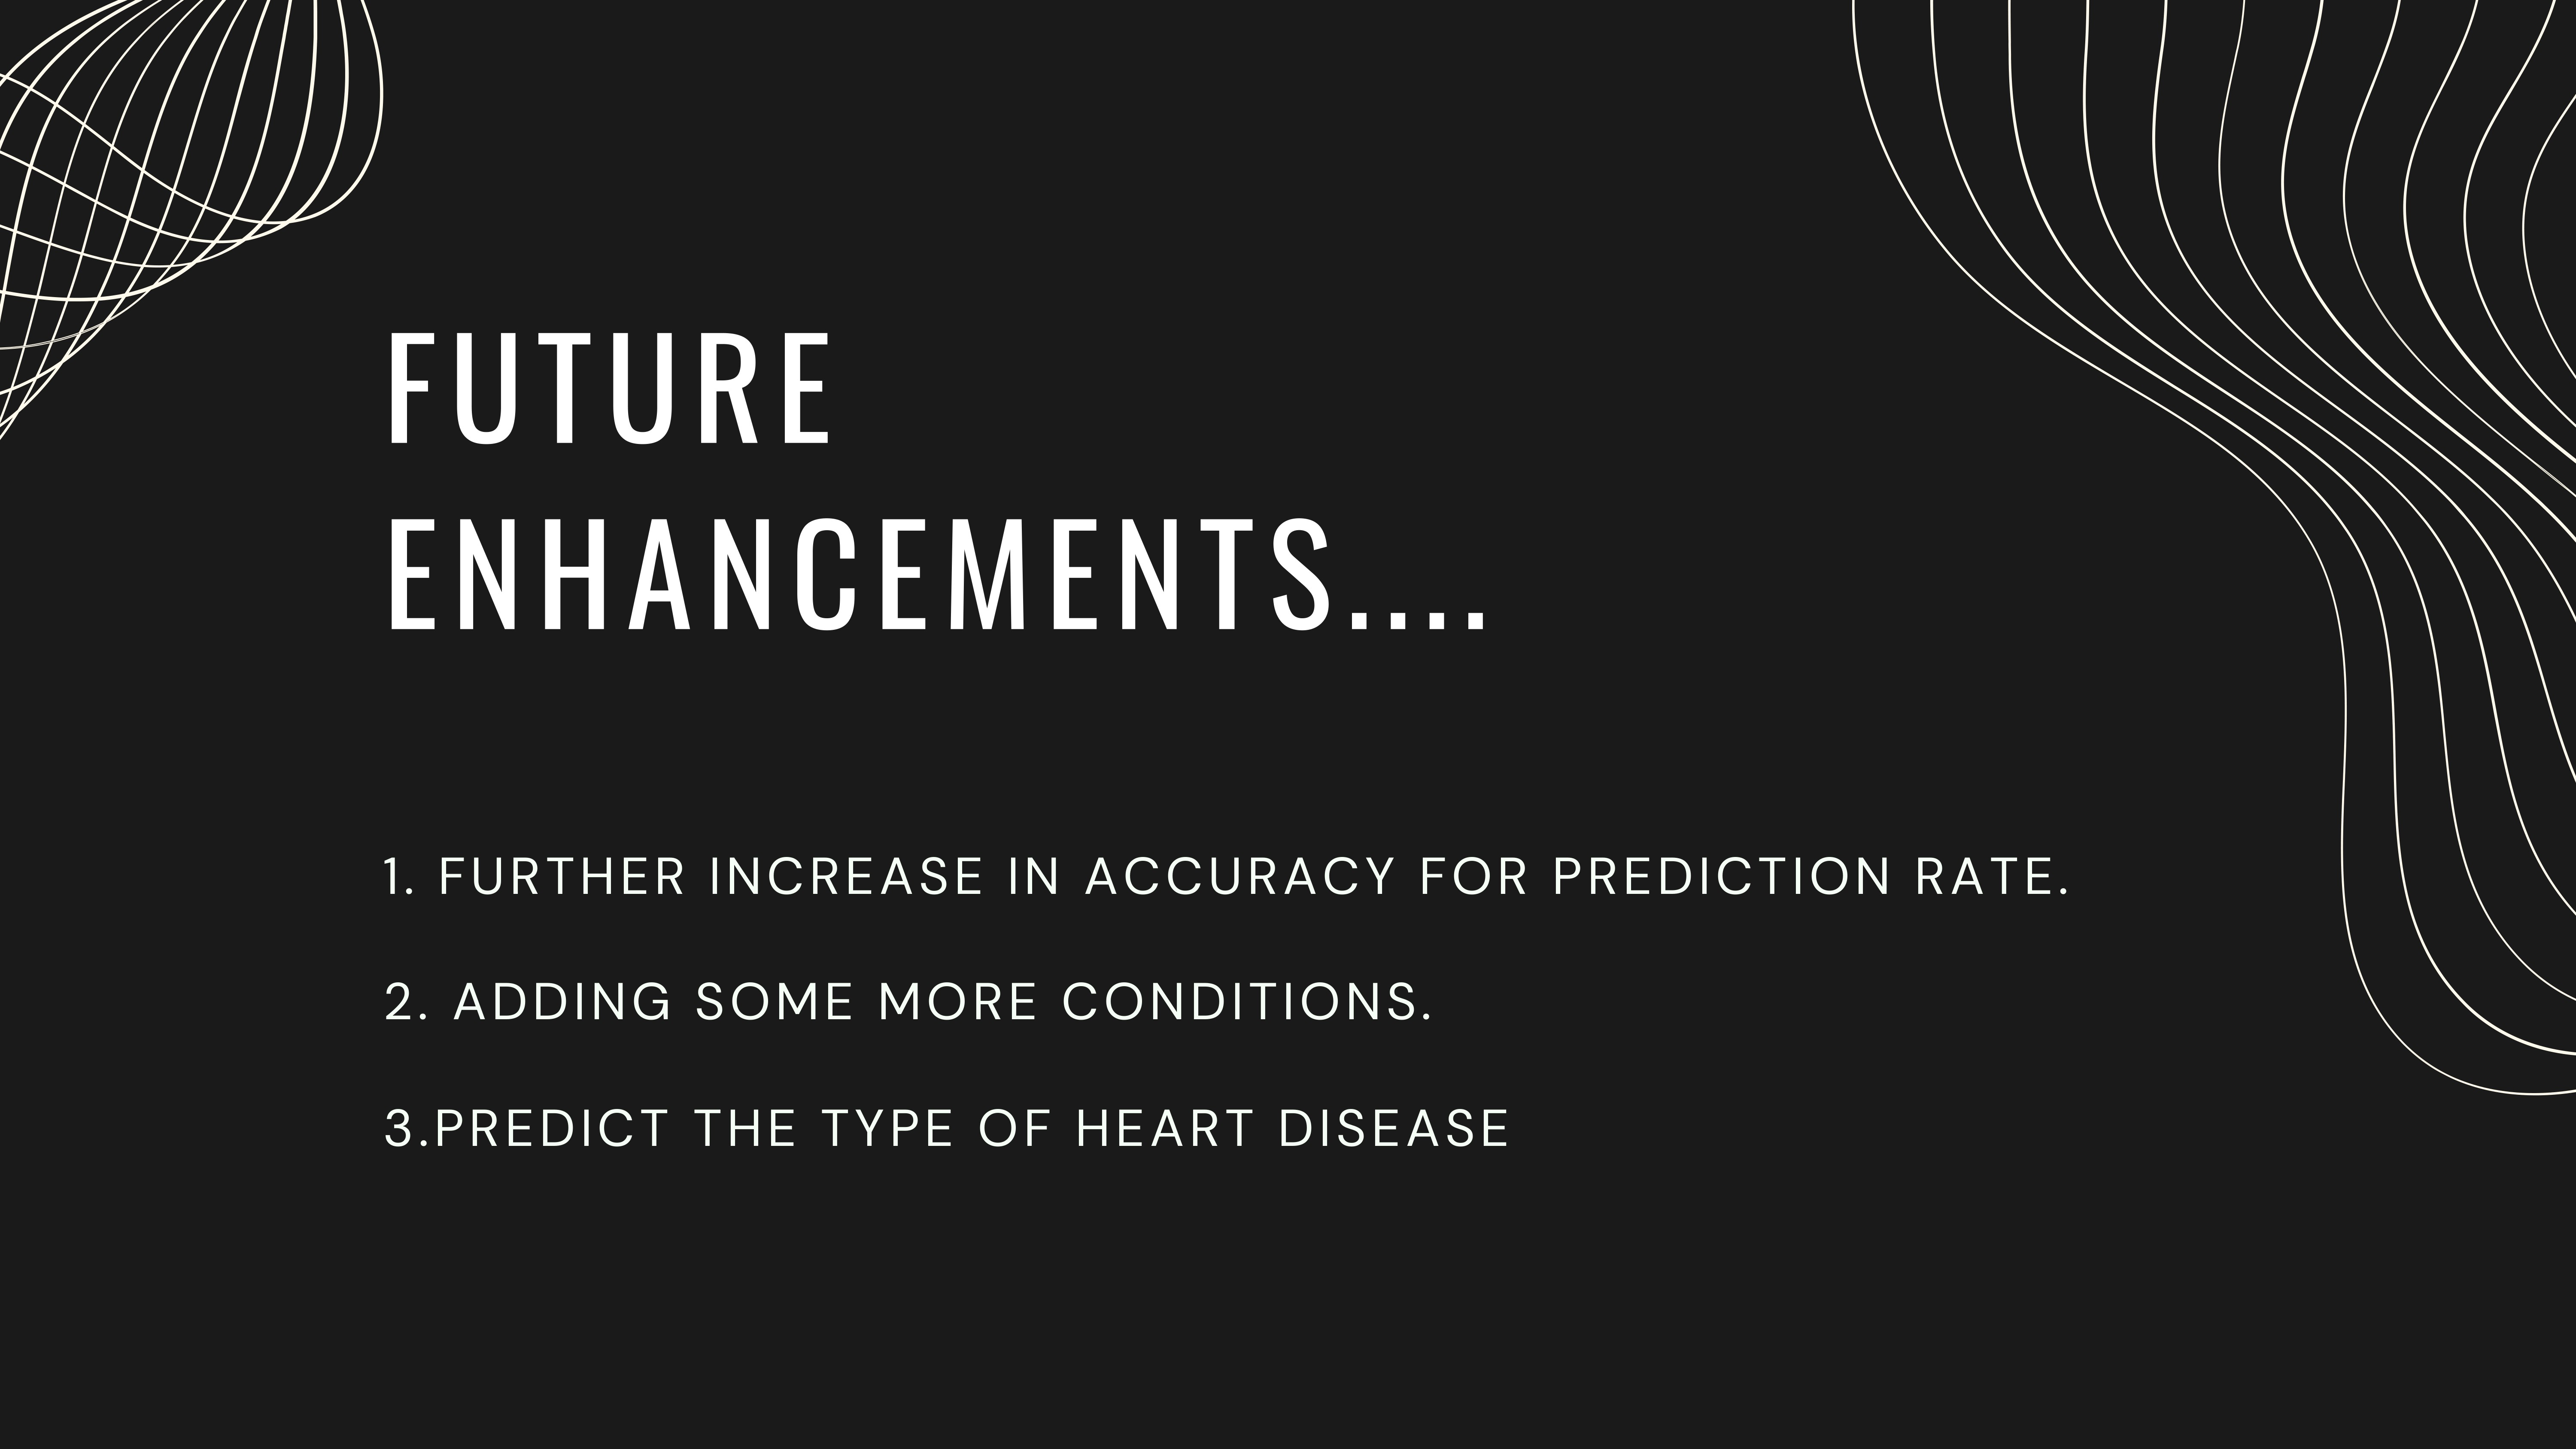 FUTURE
ENHANCEMENTS....
1. FURTHER INCREASE IN ACCURACY FOR PREDICTION RATE.
2. ADDING SOME MORE CONDITIONS.
3.PREDICT THE TYPE OF HEART DISEASE